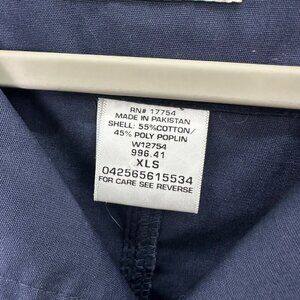 RN# 17754
MADE IN PAKISTAN
SHELL: 55%COTTON/
45% POLY POPLIN
W12754
996.41
XLS
042565615534
FOR CARE SEE REVERSE